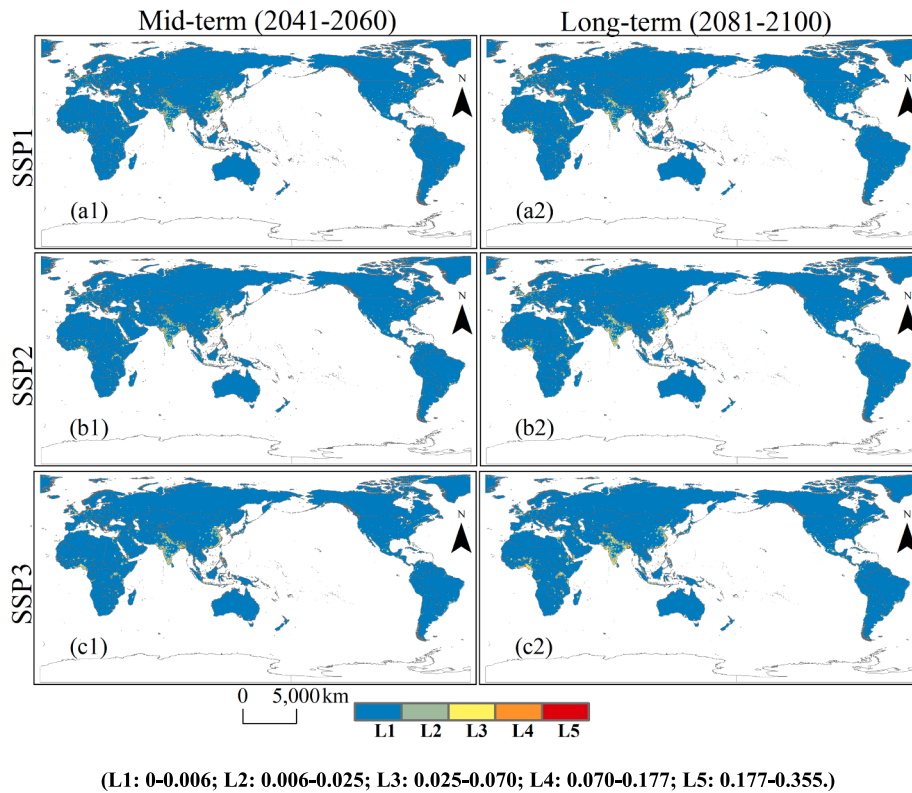 Mid-term (2041-2060) Long-term (2081-2100)
SSP1
N
N
(a1)
(a2)
SSP2
N
N
(b1)
(b2)
SSP3
N
N
(c1)
(c2)
0 5,000 km
L1 L2 L3 L4 L5
(L1: 0-0.006; L2: 0.006-0.025; L3: 0.025-0.070; L4: 0.070-0.177; L5: 0.177-0.355.)